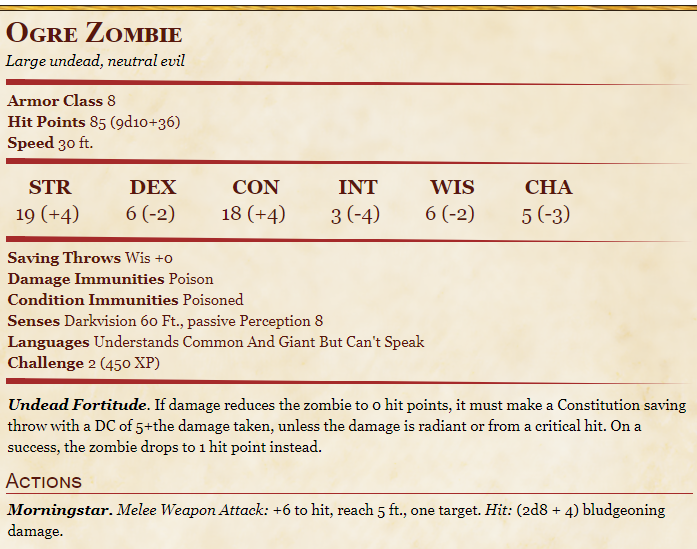 Ogre Zombie
Large undead, neutral evil
Armor Class 8
Hit Points 85 (9d10+36)
Speed 30 ft.
STR DEX CON INT WIS CHA
19 (+4) 6 (-2) 18 (+4) 3 (-4) 6 (-2) 5 (-3)
Saving Throws Wis +0
Damage Immunities Poison
Condition Immunities Poisoned
Senses Darkvision 60 Ft., passive Perception 8
Languages Understands Common And Giant But Can't Speak
Challenge 2 (450 XP)
Undead Fortitude. If damage reduces the zombie to 0 hit points, it must make a Constitution saving
throw with a DC of 5+the damage taken, unless the damage is radiant or from a critical hit. On a
success, the zombie drops to 1 hit point instead.
Actions
Morningstar. Melee Weapon Attack: +6 to hit, reach 5 ft., one target. Hit: (2d8 + 4) bludgeoning
damage.